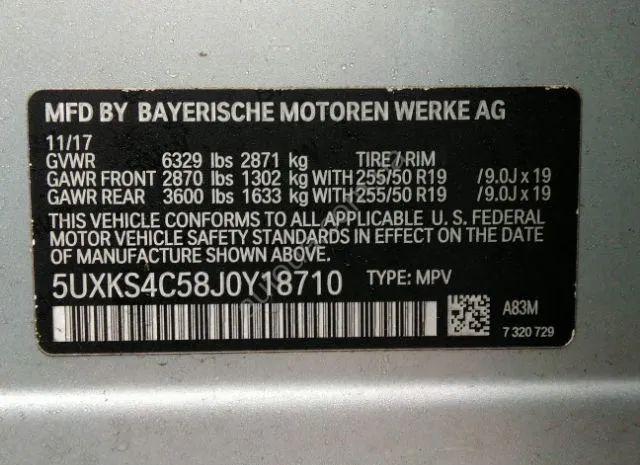 MFD BY BAYERISCHE MOTOREN WERKE AG
11/17
GVWR 6329 lbs 2871 kg TIRE / RIM
GAWR FRONT 2870 lbs 1302 kg WITH 255/50 R19 /9.0J x 19
GAWR REAR 3600 lbs 1633 kg WITH 255/50 R19 /9.0J x 19
THIS VEHICLE CONFORMS TO ALL APPLICABLE U. S. FEDERAL
MOTOR VEHICLE SAFETY STANDARDS IN EFFECT ON THE DATE
OF MANUFACTURE SHOWN ABOVE.
5UXKS4C58J0Y18710 TYPE: MPV
A83M
7 320 729